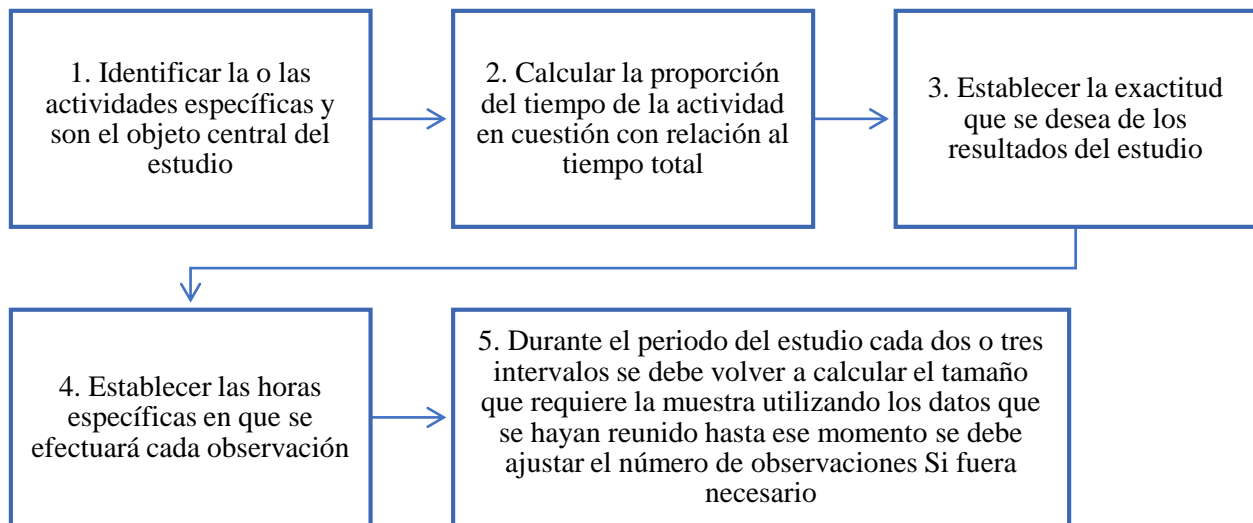 1. Identificar la o las
actividades específicas y
son el objeto central del
estudio
2. Calcular la proporción
del tiempo de la actividad
en cuestión con relación al
tiempo total
3. Establecer la exactitud
que se desea de los
resultados del estudio
4. Establecer las horas
específicas en que se
efectuará cada observación
5. Durante el periodo del estudio cada dos o tres
intervalos se debe volver a calcular el tamaño
que requiere la muestra utilizando los datos que
se hayan reunido hasta ese momento se debe
ajustar el número de observaciones Si fuera
necesario